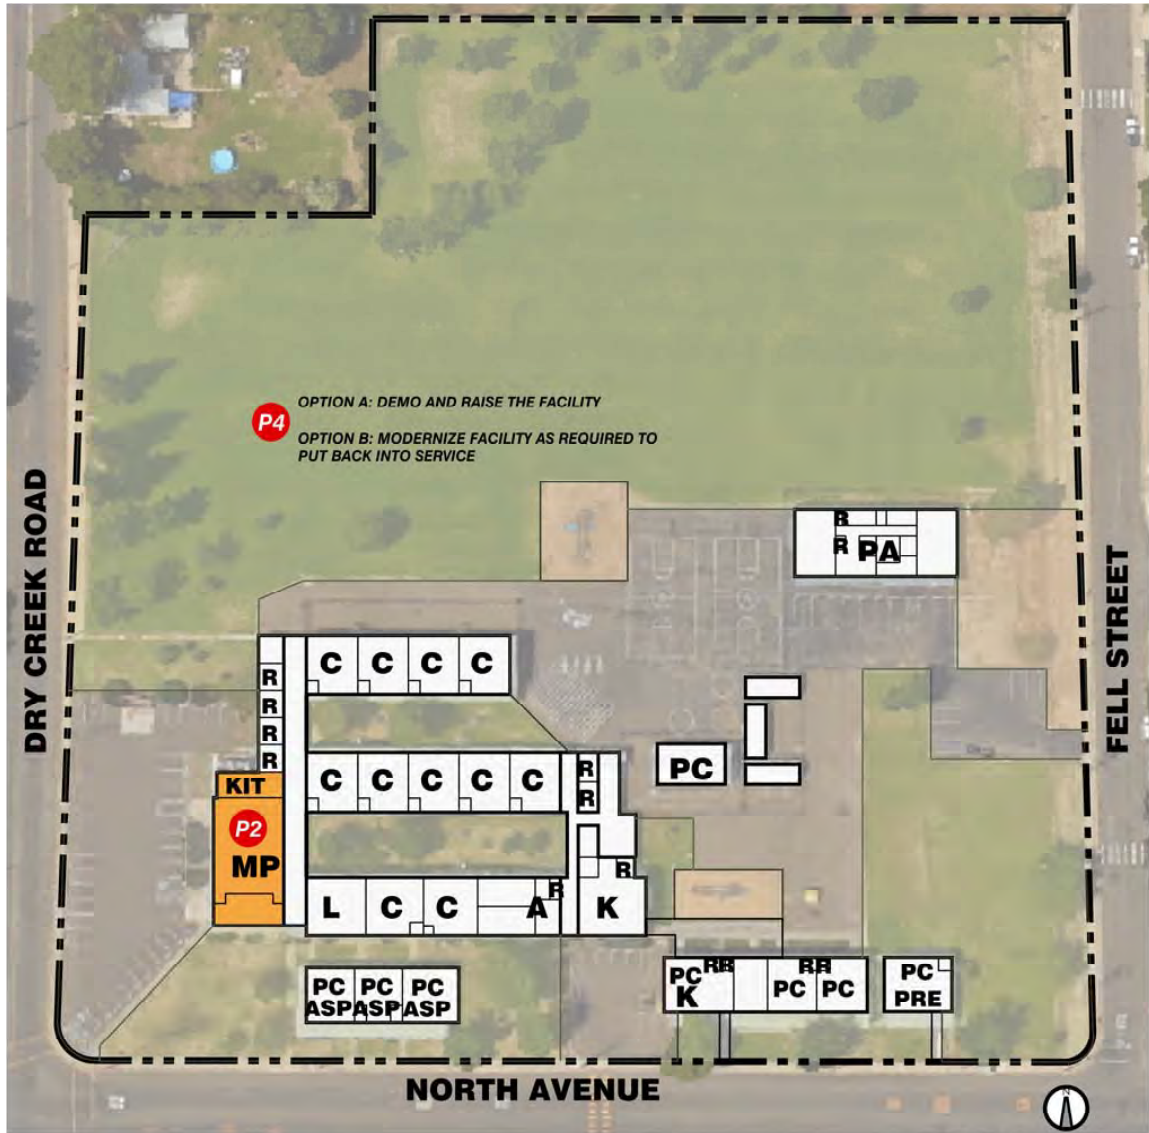 P4
OPTION A: DEMO AND RAISE THE FACILITY
OPTION B: MODERNIZE FACILITY AS REQUIRED TO
PUT BACK INTO SERVICE
DRY CREEK ROAD
FELL STREET
R
R PA
C C C C
R
R
R
R
KIT
P2
MP
C C C C C
R
R
PC
R
L C C A R K
PC ASP PC ASP PC ASP
PC K RR RR PC PC
PC
PRE
NORTH AVENUE
N